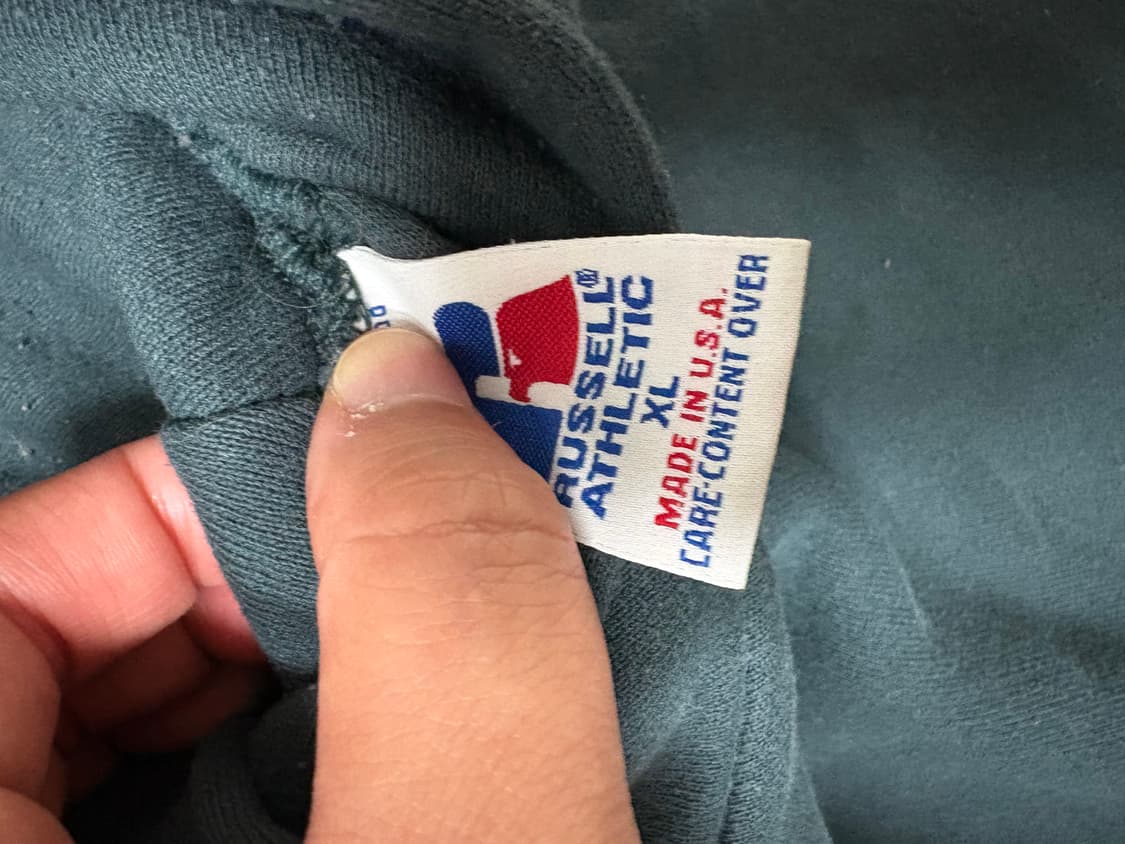 RUSSELL®
ATHLETIC
XL
MADE IN U.S.A.
CARE-CONTENT OVER